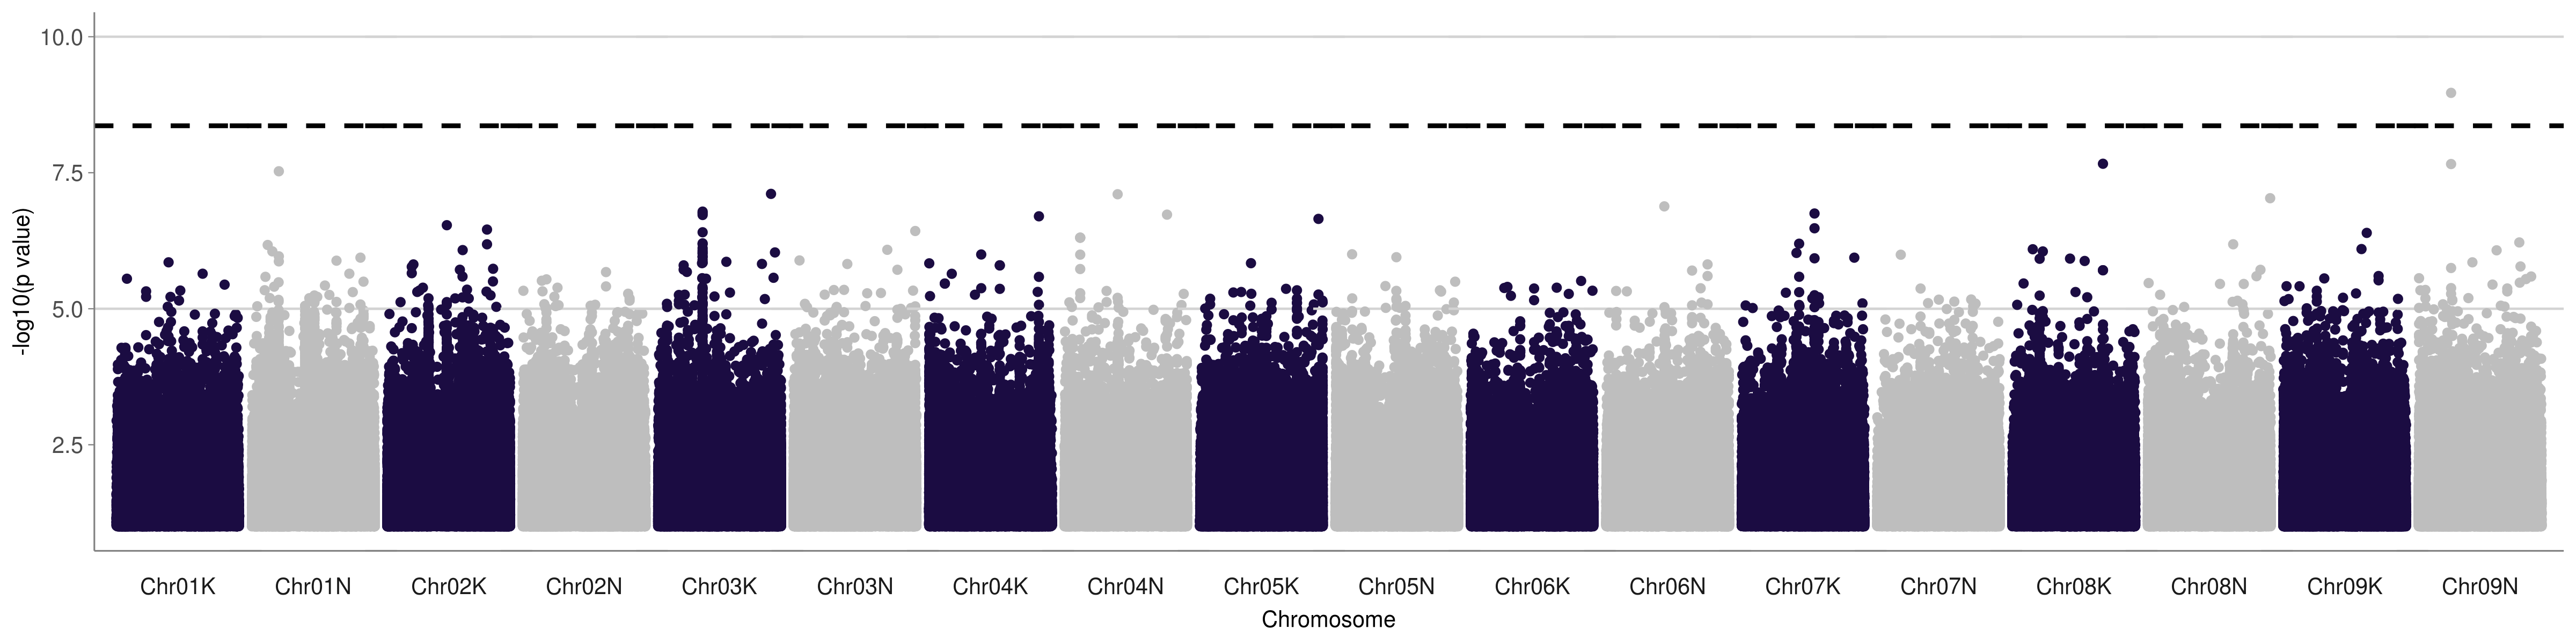 10.0
7.5
5.0
2.5
-log10(p value)
Chr01K Chr01N Chr02K Chr02N Chr03K Chr03N Chr04K Chr04N Chr05K Chr05N Chr06K Chr06N Chr07K Chr07N Chr08K Chr08N Chr09K Chr09N
Chromosome